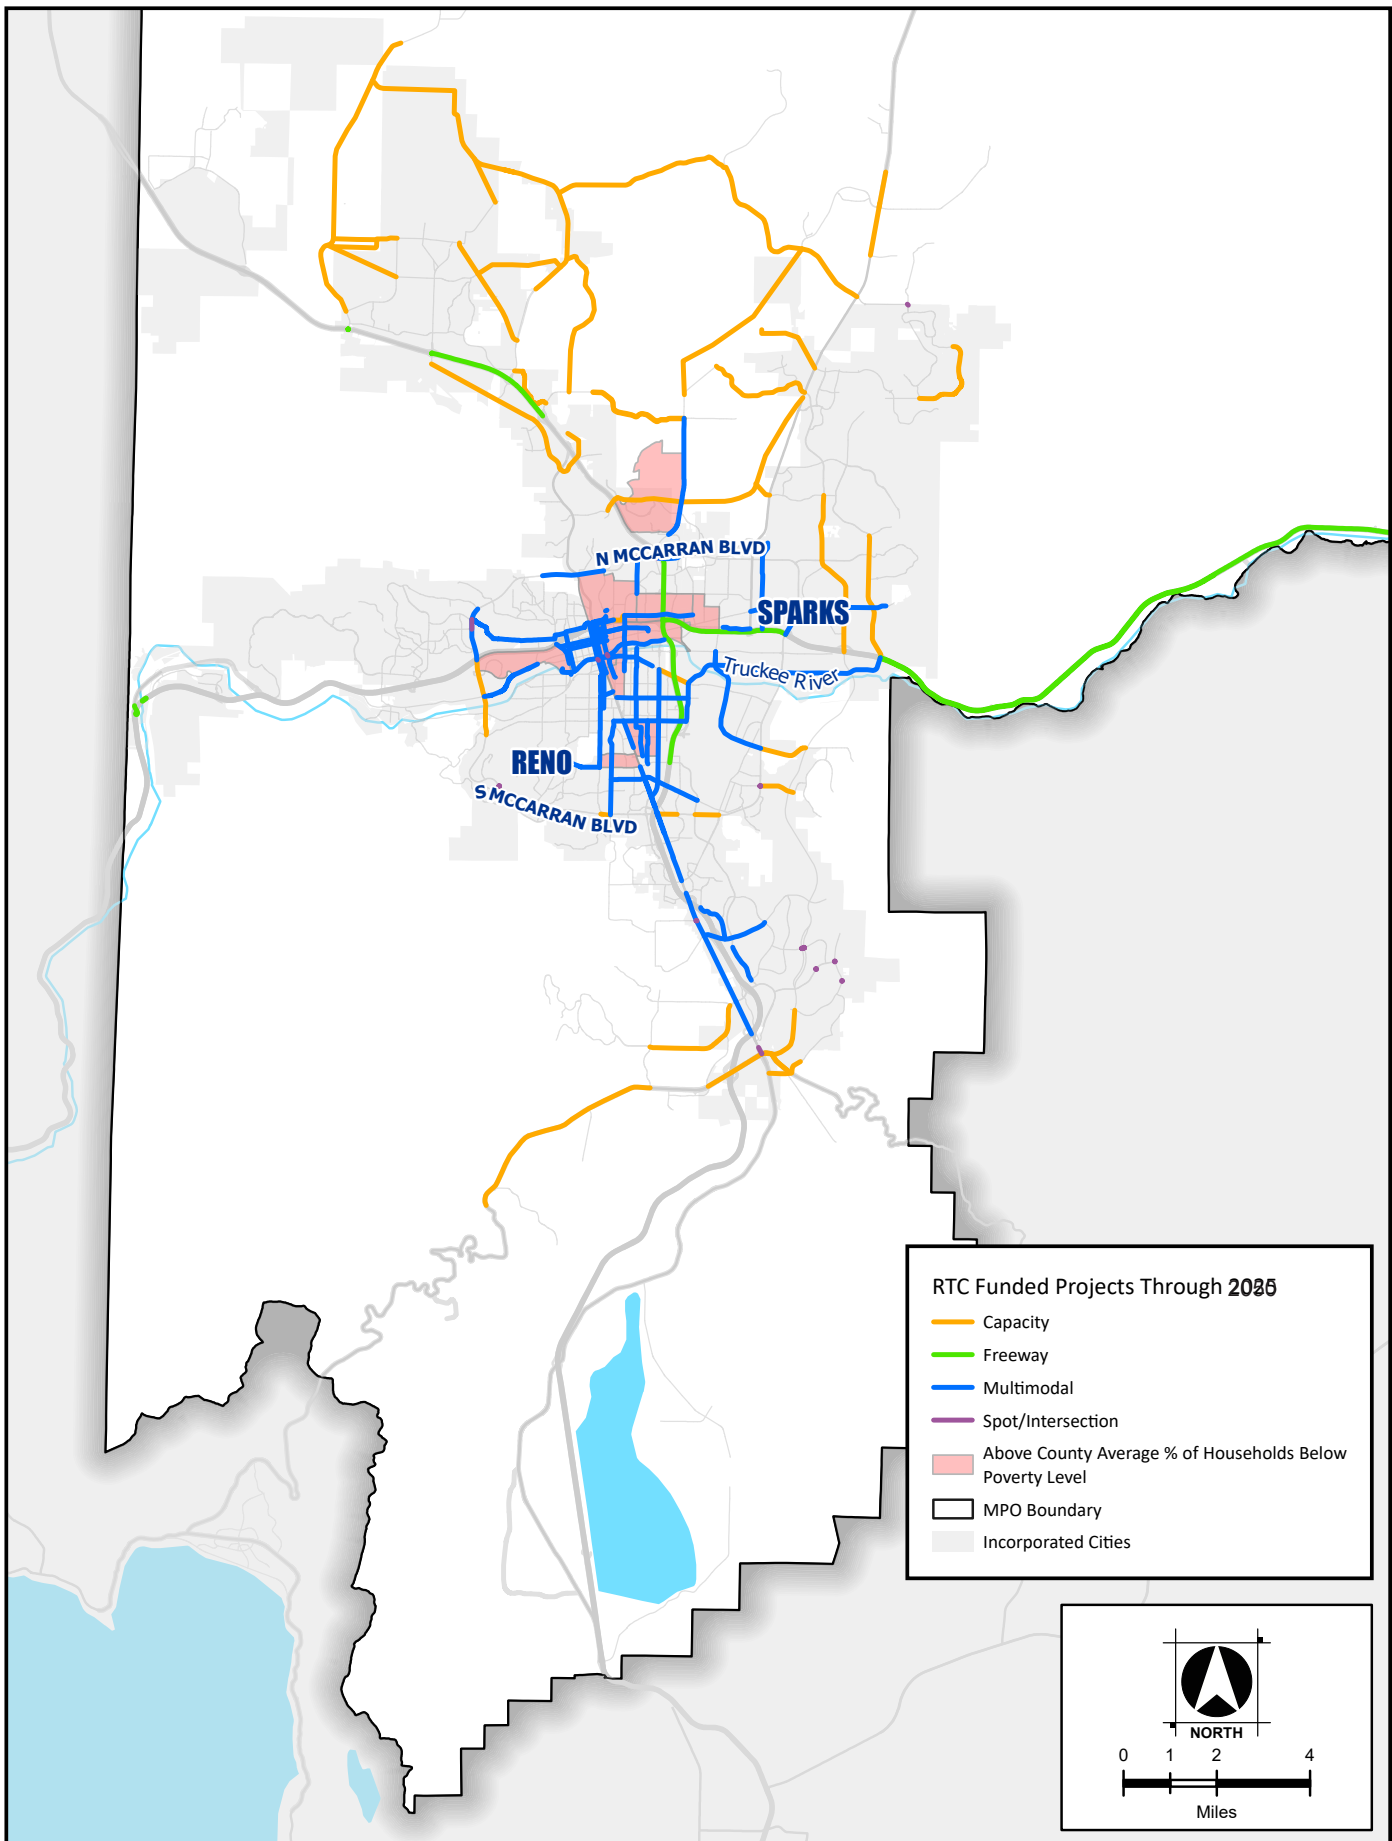 N MCCARRAN BLVD
SPARKS
Truckee River
RENO
S MCCARRAN BLVD
RTC Funded Projects Through
Capacity
Freeway
Multimodal
Spot/Intersection
Above County Average % of Households Below
Poverty Level
MPO Boundary
Incorporated Cities
NORTH
0 1 2 4
Miles